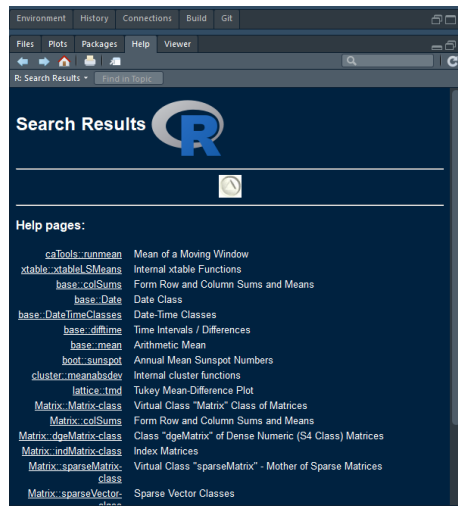 Environment History Connections Build Git
Files Plots Packages Help Viewer
R: Search Results Find in Topic
Search Results R
Help pages:
caTools::runmean Mean of a Moving Window
xtable::xtableLSMeans Internal xtable Functions
base::colSums Form Row and Column Sums and Means
base::Date Date Class
base::DateTimeClasses Date-Time Classes
base::difftime Time Intervals / Differences
base::mean Arithmetic Mean
boot::sunspot Annual Mean Sunspot Numbers
cluster::meanabsdev Internal cluster functions
lattice::tmd Tukey Mean-Difference Plot
Matrix::Matrix-class Virtual Class "Matrix" Class of Matrices
Matrix::colSums Form Row and Column Sums and Means
Matrix::dgeMatrix-class Class "dgeMatrix" of Dense Numeric (S4 Class) Matrices
Matrix::indMatrix-class Index Matrices
Matrix::sparseMatrix- Virtual Class "sparseMatrix" - Mother of Sparse Matrices
class
Matrix::sparseVector- Sparse Vector Classes
class